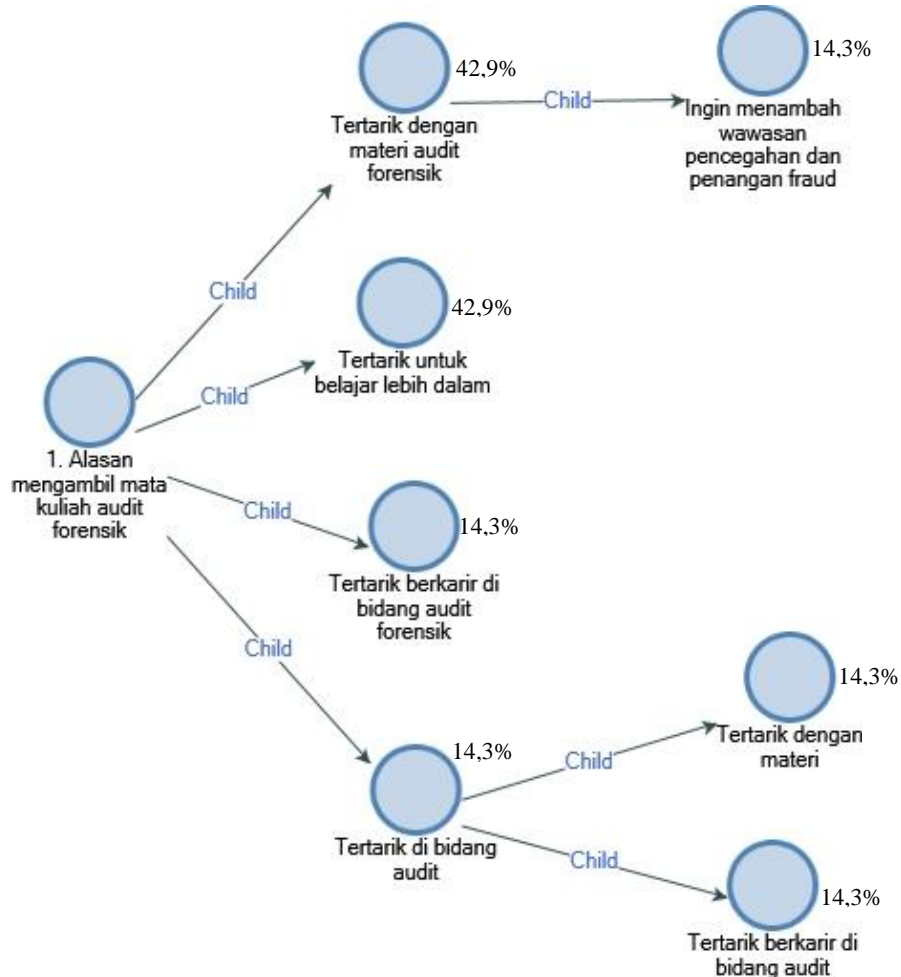 42,9%
Tertarik dengan
materi audit
forensik
Child
14,3%
Ingin menambah
wawasan
pencegahan dan
penangan fraud
Child
42,9%
Tertarik untuk
belajar lebih dalam
Child
1. Alasan
mengambil mata
kuliah audit
forensik
Child
14,3%
Tertarik berkarir di
bidang audit
forensik
Child
14,3%
Tertarik di bidang
audit
Child
14,3%
Tertarik dengan
materi
Child
14,3%
Tertarik berkarir di
bidang audit